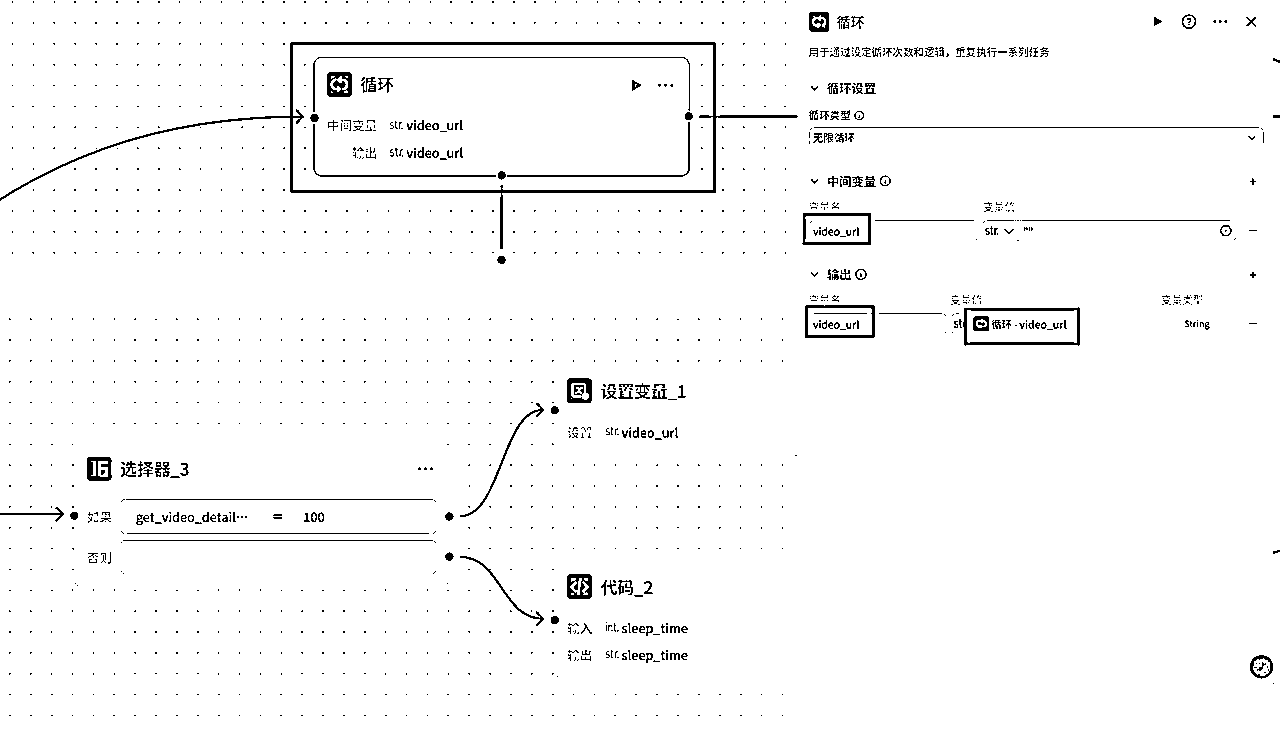 循环
中间变量 str. video_url
输出 str. video_url
设置变量_1
设置 str. video_url
选择器_3
如果 get_video_detail··· = 100
否则
代码_2
输入 int. sleep_time
输出 str. sleep_time
循环
用于通过设定循环次数和逻辑，重复执行一系列任务
循环设置
循环类型
无限循环
中间变量
变量名 变量值
video_url str. ""
输出
变量名 变量值 变量类型
video_url 循环 - video_url String